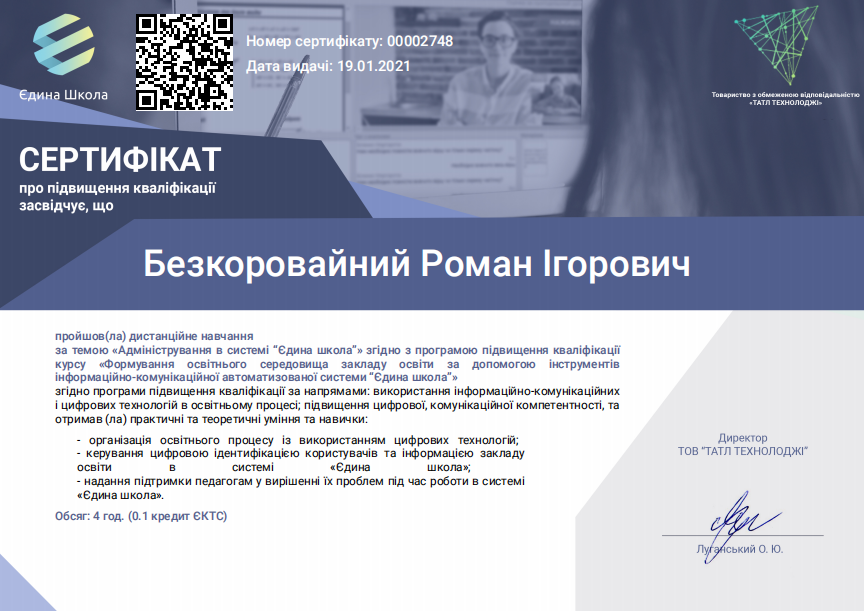 Єдина Школа
Номер сертифікату: 00002748
Дата видачі: 19.01.2021
Товариство з обмеженою відповідальністю
«ТАТЛ ТЕХНОЛОДЖІ»
СЕРТИФІКАТ
про підвищення кваліфікації
засвідчує, що
Безкоровайний Роман Ігорович
пройшов(ла) дистанційне навчання
за темою «Адміністрування в системі “Єдина школа”» згідно з програмою підвищення кваліфікації
курсу «Формування освітнього середовища закладу освіти за допомогою інструментів
інформаційно-комунікаційної автоматизованої системи “Єдина школа”»
згідно програми підвищення кваліфікації за напрямами: використання інформаційно-комунікаційних
і цифрових технологій в освітньому процесі; підвищення цифрової, комунікаційної компетентності, та
отримав (ла) практичні та теоретичні уміння та навички:
- організація освітнього процесу із використанням цифрових технологій;
- керування цифровою ідентифікацією користувачів та інформацією закладу
освіти в системі «Єдина школа»;
- надання підтримки педагогам у вирішенні їх проблем під час роботи в системі
«Єдина школа».
Обсяг: 4 год. (0.1 кредит ЄКТС)
Директор
ТОВ “ТАТЛ ТЕХНОЛОДЖІ”
Луганський О. Ю.